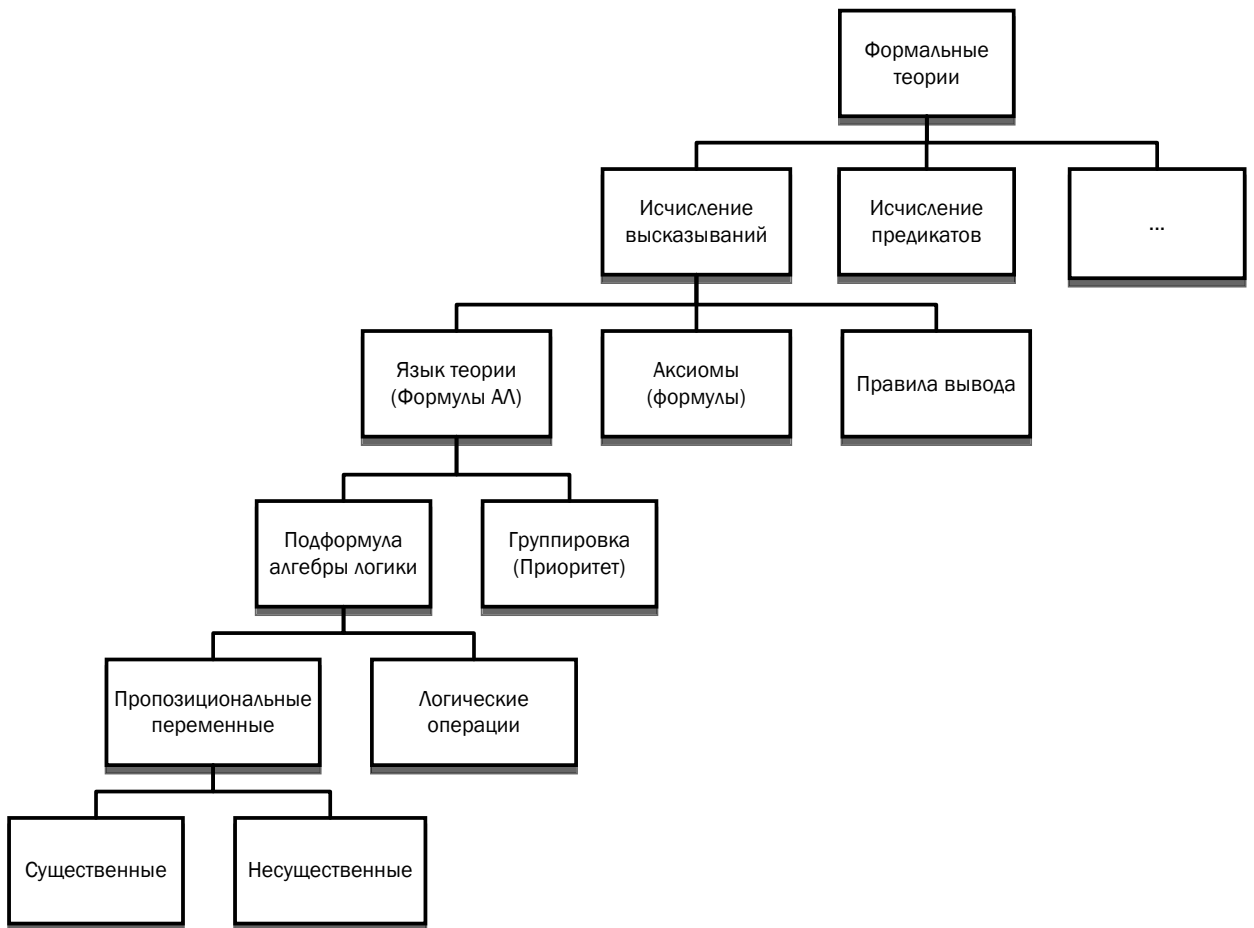 Формальные
теории
Исчисление
высказываний
Исчисление
предикатов
...
Язык теории
(Формулы АЛ)
Аксиомы
(формулы)
Правила вывода
Подформула
алгебры логики
Группировка
(Приоритет)
Пропозициональные
переменные
Логические
операции
Существенные
Несущественные